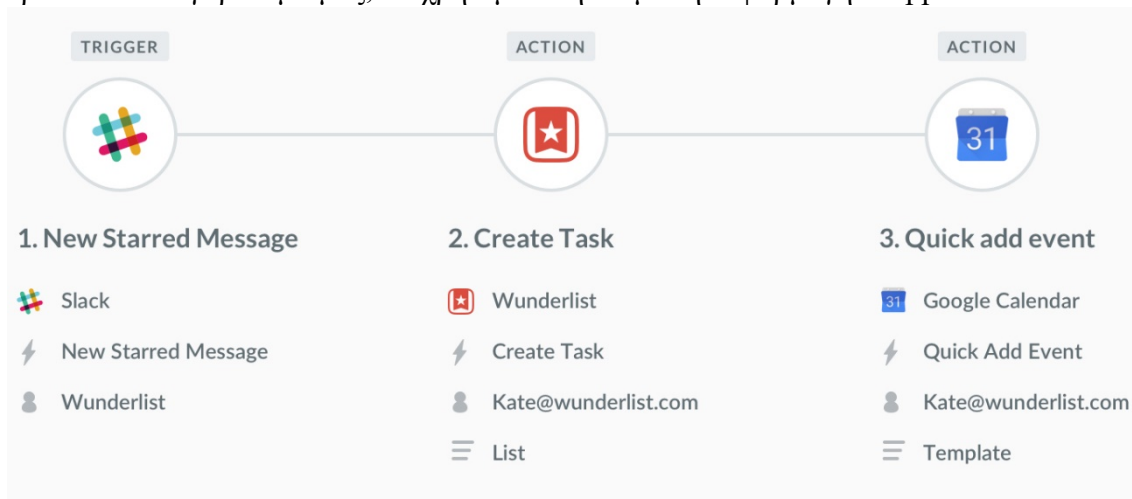 TRIGGER
1. New Starred Message
Slack
New Starred Message
Wunderlist
ACTION
2. Create Task
Wunderlist
Create Task
Kate@wunderlist.com
List
ACTION
31
3. Quick add event
31
Google Calendar
Quick Add Event
Kate@wunderlist.com
Template